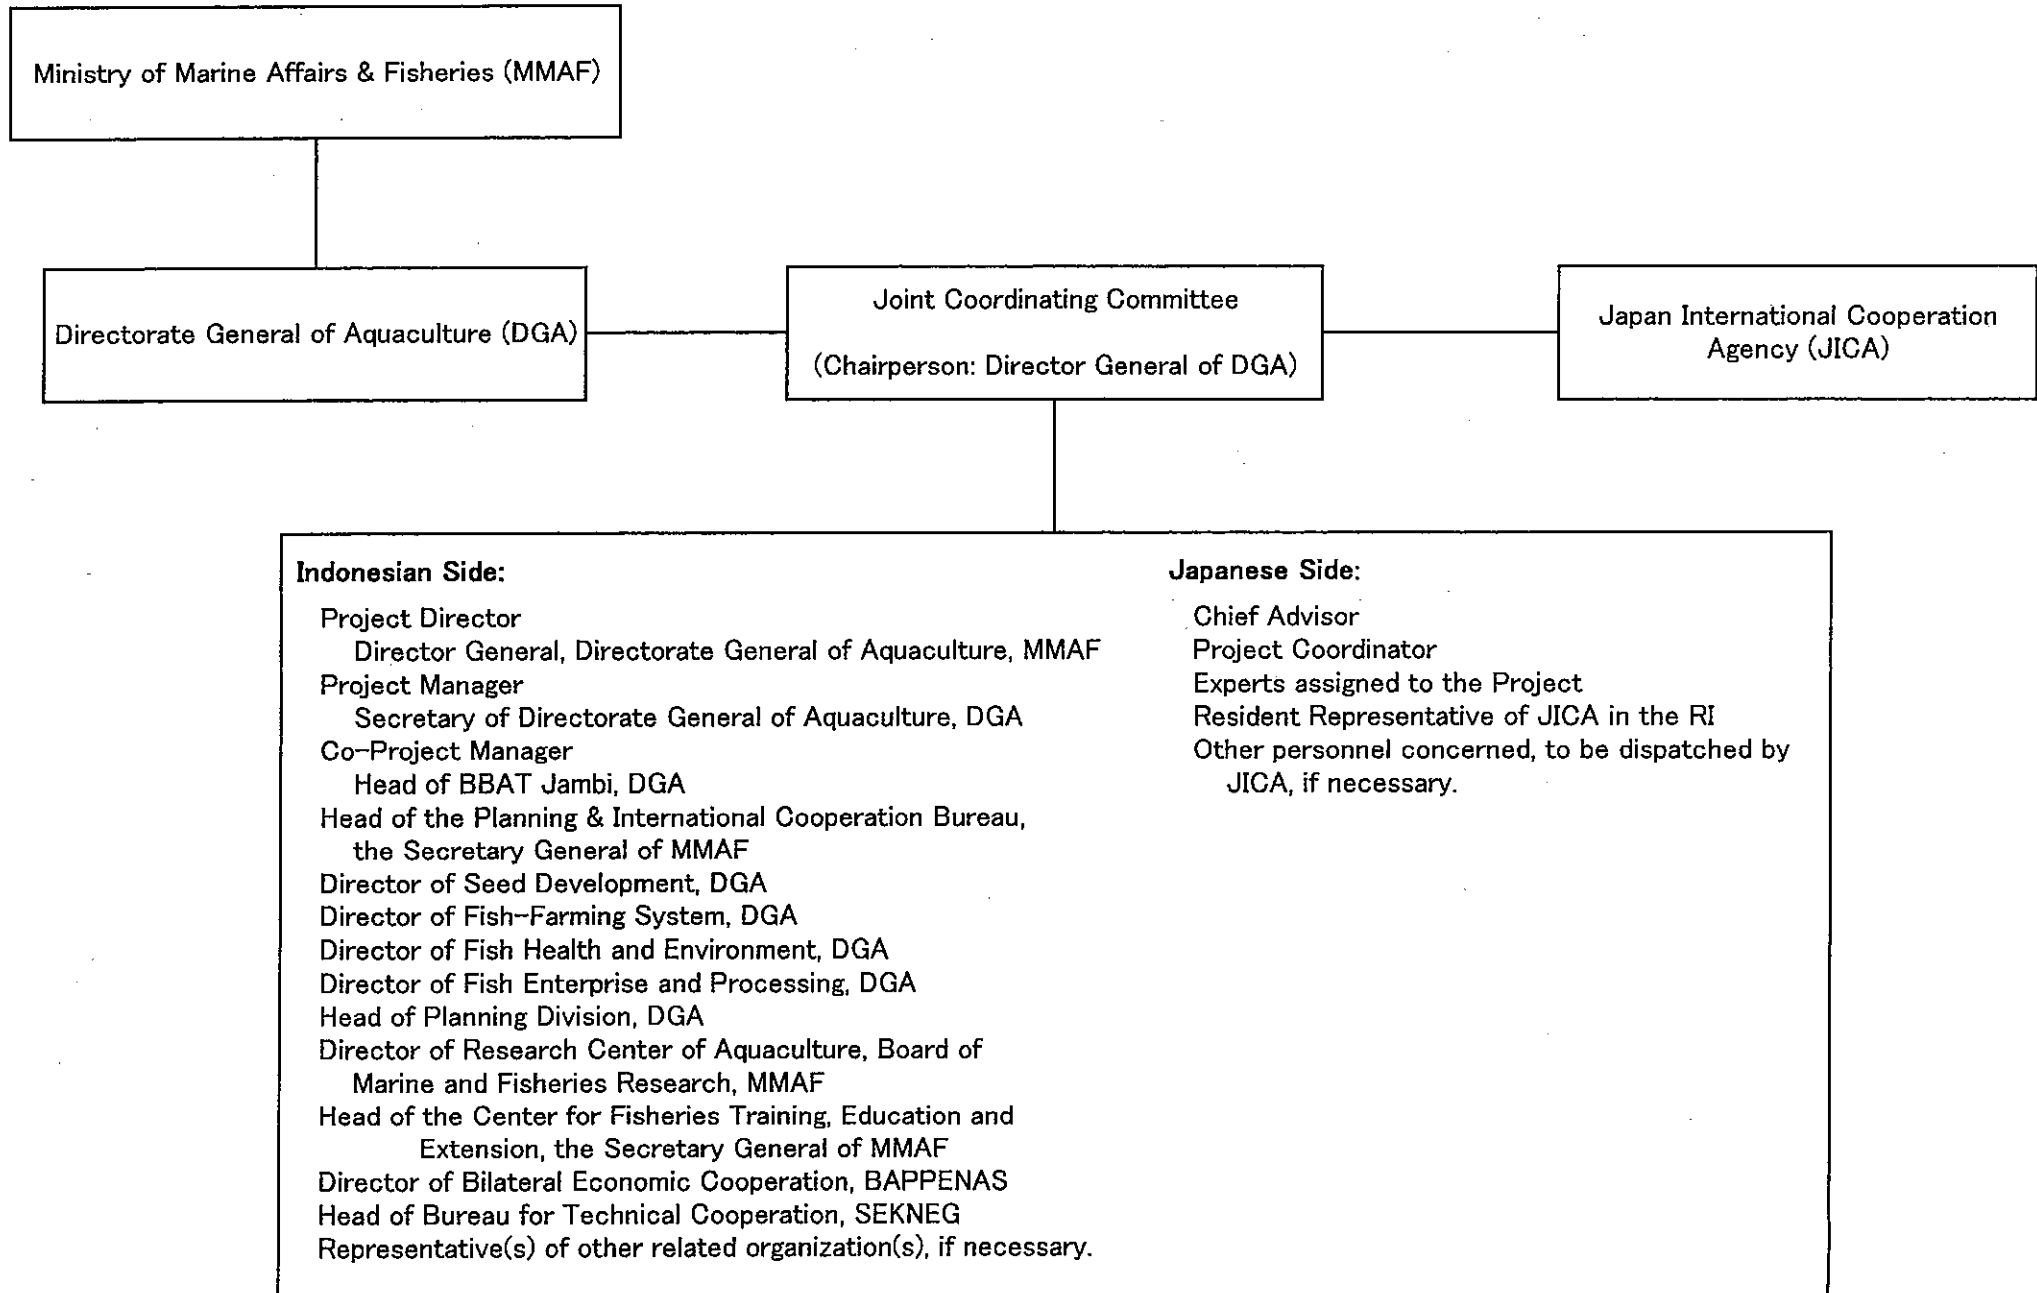 Ministry of Marine Affairs & Fisheries (MMAF)
Directorate General of Aquaculture (DGA)
Joint Coordinating Committee
(Chairperson: Director General of DGA)
Japan International Cooperation
Agency (JICA)
Indonesian Side:
Project Director
Director General, Directorate General of Aquaculture, MMAF
Project Manager
Secretary of Directorate General of Aquaculture, DGA
Co-Project Manager
Head of BBAT Jambi, DGA
Head of the Planning & International Cooperation Bureau,
the Secretary General of MMAF
Director of Seed Development, DGA
Director of Fish-Farming System, DGA
Director of Fish Health and Environment, DGA
Director of Fish Enterprise and Processing, DGA
Head of Planning Division, DGA
Director of Research Center of Aquaculture, Board of
Marine and Fisheries Research, MMAF
Head of the Center for Fisheries Training, Education and
Extension, the Secretary General of MMAF
Director of Bilateral Economic Cooperation, BAPPENAS
Head of Bureau for Technical Cooperation, SEKNEG
Representative(s) of other related organization(s), if necessary.
Japanese Side:
Chief Advisor
Project Coordinator
Experts assigned to the Project
Resident Representative of JICA in the RI
Other personnel concerned, to be dispatched by
JICA, if necessary.